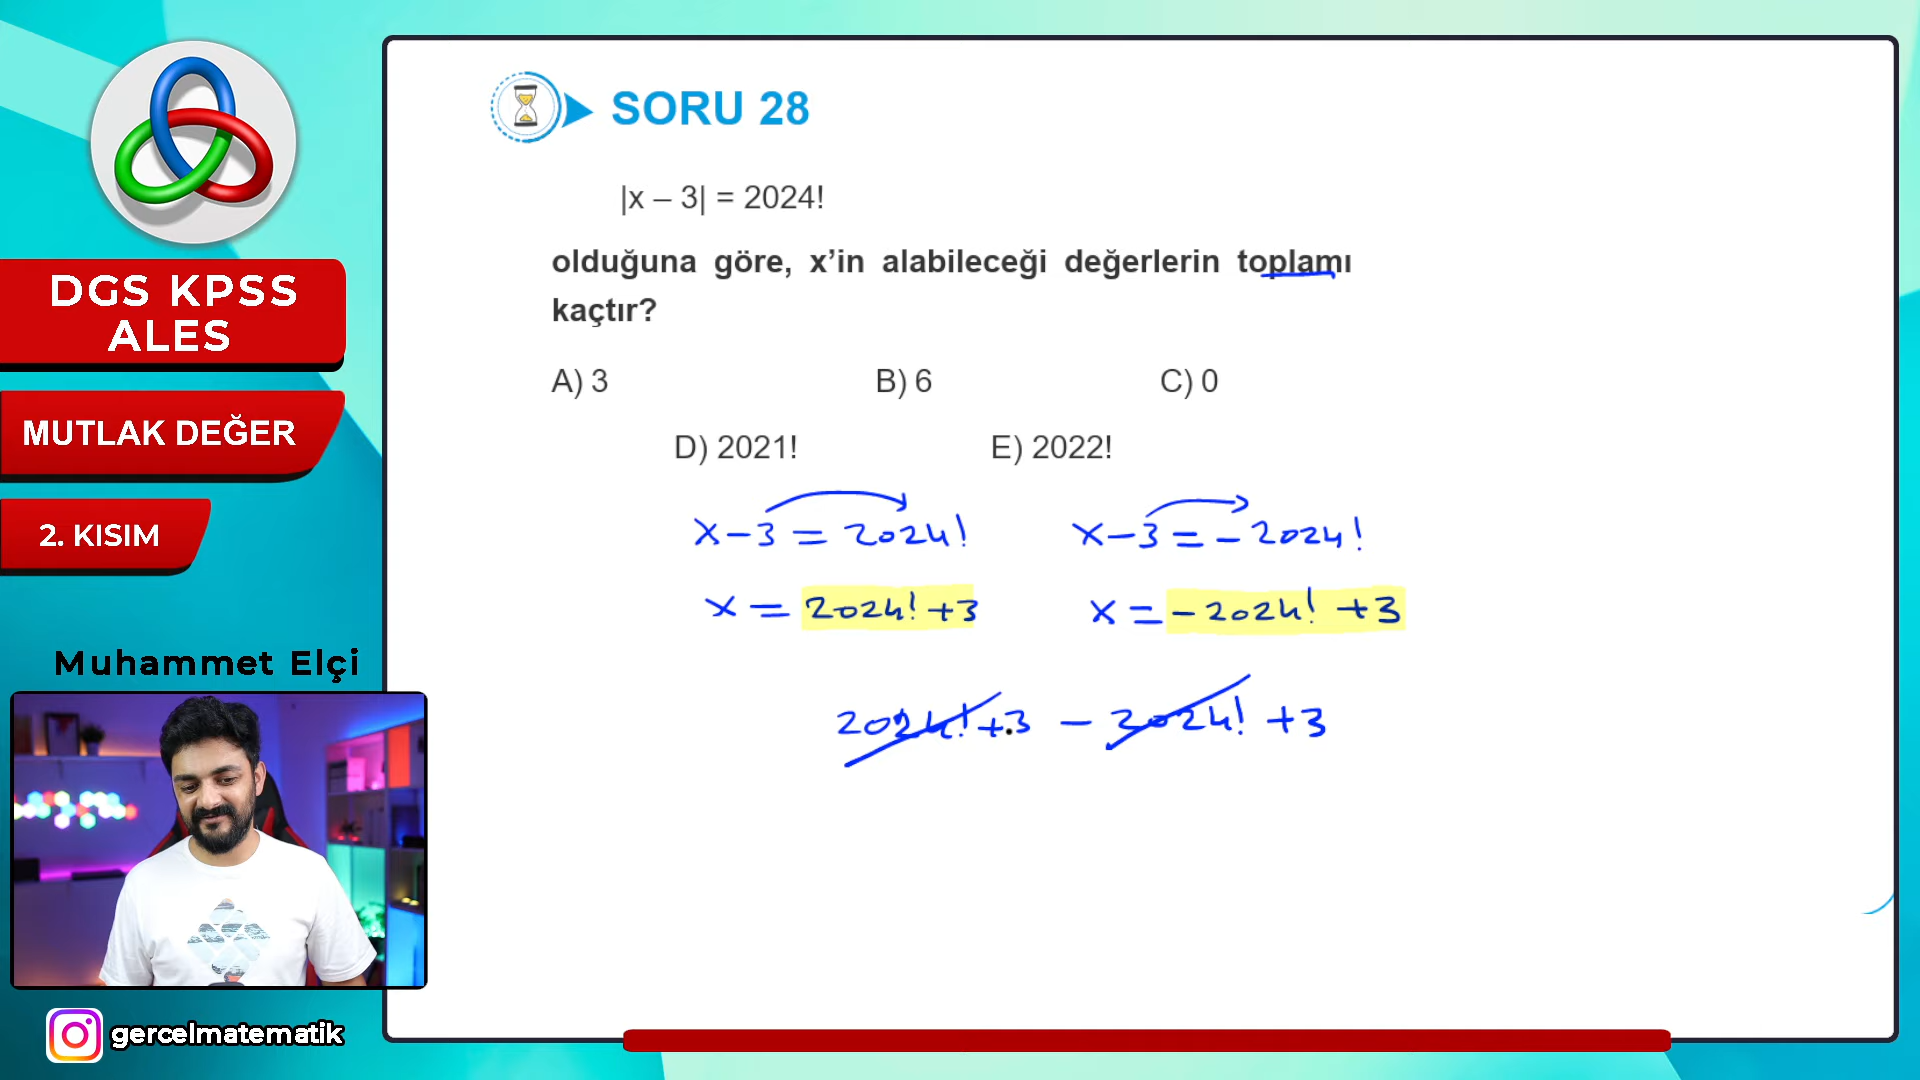 SORU 28
|x – 3| = 2024!
olduğuna göre, x’in alabileceği değerlerin toplamı
kaçtır?
A) 3 B) 6 C) 0
D) 2021! E) 2022!
x-3 = 2024! x-3 = -2024!
x = 2024! +3 x = -2024! +3
2024! +3 - 2024! +3
DGS KPSS
ALES
MUTLAK DEĞER
2. KISIM
Muhammet Elçi
gercelmatematik